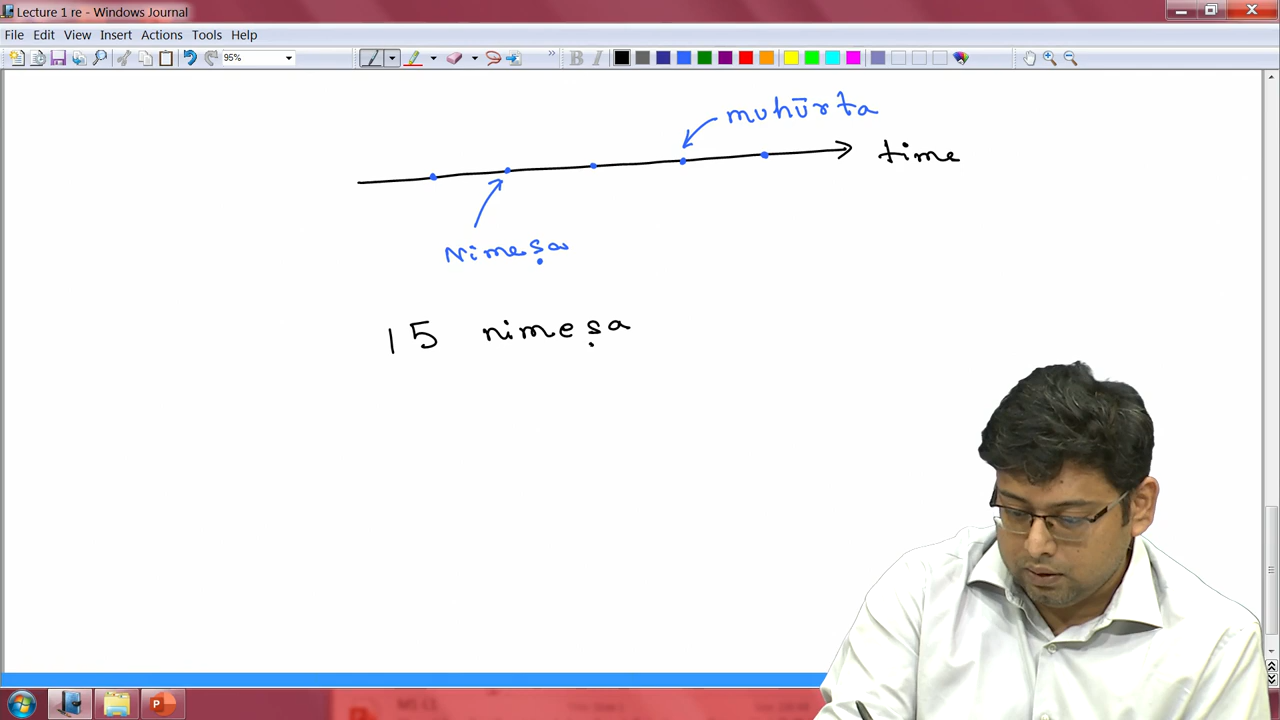 Lecture 1 re - Windows Journal
File Edit View Insert Actions Tools Help
95%
muhūrta
time
Nimeṣa
15 nimeṣa